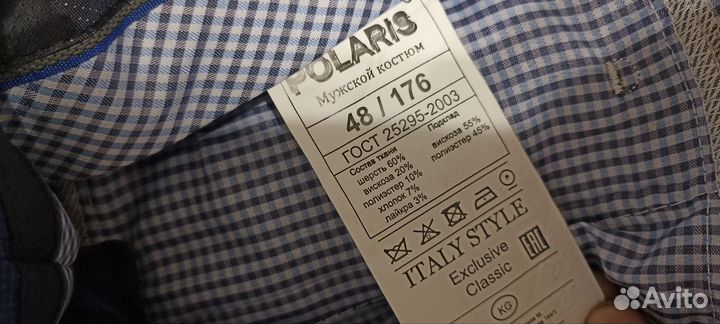 POLARIS
Мужской костюм
48 / 176
ГОСТ 25295-2003
Состав ткани
шерсть 60%
вискоза 20%
полиэстер 10%
хлопок 7%
лайкра 3%
Подклад
вискоза 55%
полиэстер 45%
ITALY STYLE
Exclusive
Classic
EAC
KG
Avito